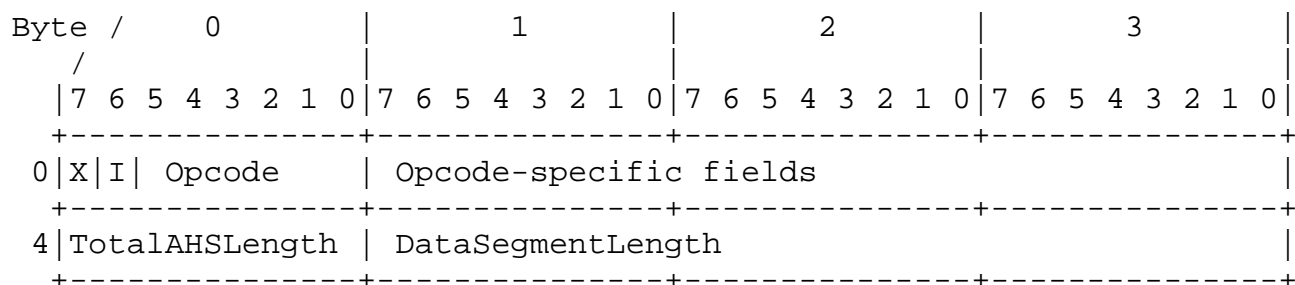 Byte /    0       |       1       |       2       |       3       |
   /              |               |               |               |
  |7 6 5 4 3 2 1 0|7 6 5 4 3 2 1 0|7 6 5 4 3 2 1 0|7 6 5 4 3 2 1 0|
  +---------------+---------------+---------------+---------------+
 0|X|I| Opcode    | Opcode-specific fields                        |
  +---------------+---------------+---------------+---------------+
 4|TotalAHSLength | DataSegmentLength                             |
  +---------------+---------------+---------------+---------------+